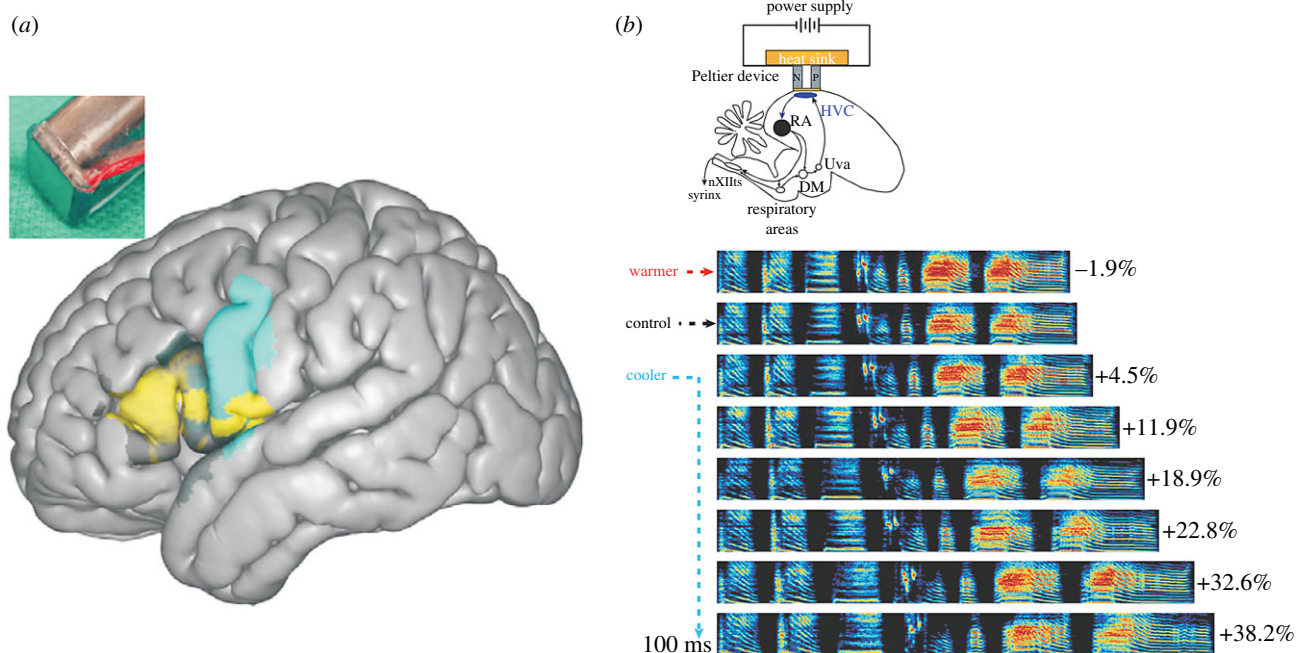 (a)
(b)
power supply
heat sink
Peltier device
N
P
HVC
RA
Uva
nXIIts
DM
syrinx
respiratory
areas
warmer
−1.9%
control
cooler
+4.5%
+11.9%
+18.9%
+22.8%
+32.6%
100 ms
+38.2%